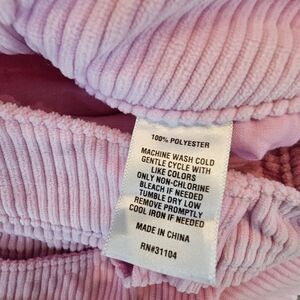 100% POLYESTER
MACHINE WASH COLD
GENTLE CYCLE WITH
LIKE COLORS
ONLY NON-CHLORINE
BLEACH IF NEEDED
TUMBLE DRY LOW
REMOVE PROMPTLY
COOL IRON IF NEEDED
MADE IN CHINA
RN#31104